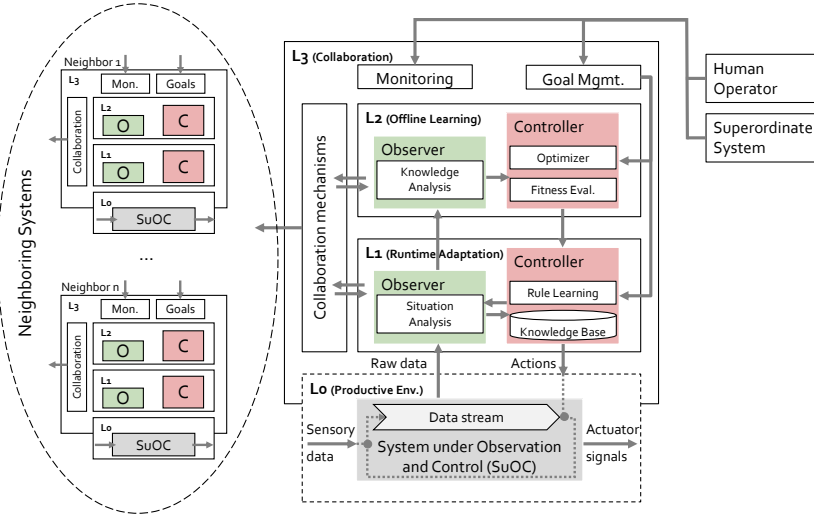 Neighboring Systems
Neighbor 1
L3
Mon.
Goals
Collaboration
L2
O
C
L1
O
C
L0
SuOC
...
Neighbor n
L3
Mon.
Goals
Collaboration
L2
O
C
L1
O
C
L0
SuOC
L3 (Collaboration)
Monitoring
Goal Mgmt.
Human
Operator
Superordinate
System
Collaboration mechanisms
L2 (Offline Learning)
Observer
Knowledge
Analysis
Controller
Optimizer
Fitness Eval.
L1 (Runtime Adaptation)
Observer
Situation
Analysis
Controller
Rule Learning
Knowledge Base
Raw data
Actions
L0 (Productive Env.)
Data stream
Sensory
data
System under Observation
and Control (SuOC)
Actuator
signals